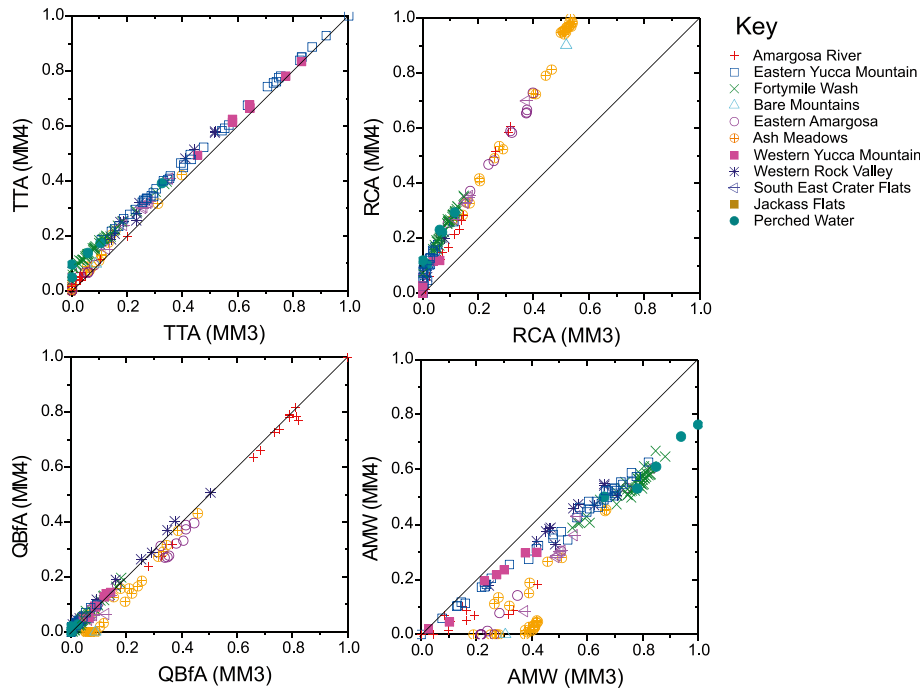 1.0
0.8
0.6
0.4
0.2
0.0
TTA (MM4)
0.0 0.2 0.4 0.6 0.8 1.0
TTA (MM3)
1.0
0.8
0.6
0.4
0.2
0.0
RCA (MM4)
0.0 0.2 0.4 0.6 0.8 1.0
RCA (MM3)
Key
Amargosa River
Eastern Yucca Mountain
Fortymile Wash
Bare Mountains
Eastern Amargosa
Ash Meadows
Western Yucca Mountain
Western Rock Valley
South East Crater Flats
Jackass Flats
Perched Water
1.0
0.8
0.6
0.4
0.2
0.0
QBfA (MM4)
0.0 0.2 0.4 0.6 0.8 1.0
QBfA (MM3)
1.0
0.8
0.6
0.4
0.2
0.0
AMW (MM4)
0.0 0.2 0.4 0.6 0.8 1.0
AMW (MM3)